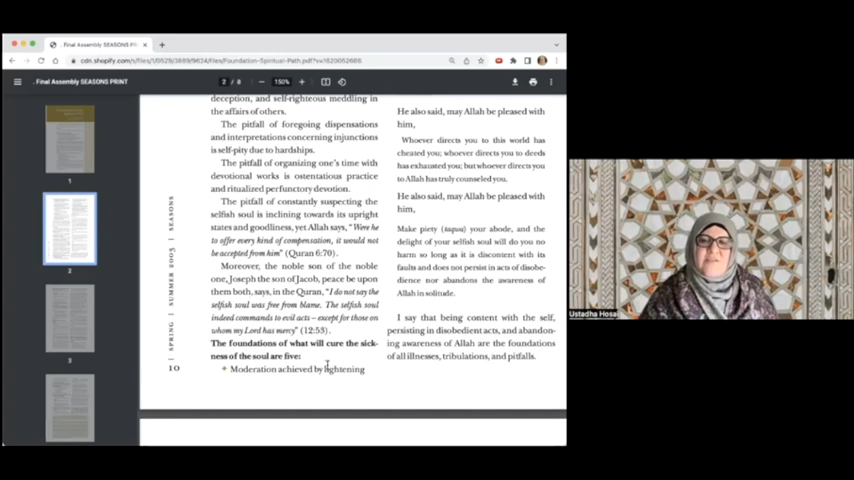 . Final Assembly SEASONS PRINT
cdn.shopify.com/s/files/1/0529/3889/9624/files/Foundation-Spiritual-Path.pdf?v=1620052686
. Final Assembly SEASONS PRINT
2 / 8
150%
1
2
3
SPRING | SUMMER 2003 | SEASONS
10
deception, and self-righteous meddling in
the affairs of others.
The pitfall of foregoing dispensations
and interpretations concerning injunctions
is self-pity due to hardships.
The pitfall of organizing one's time with
devotional works is ostentatious practice
and ritualized perfunctory devotion.
The pitfall of constantly suspecting the
selfish soul is inclining towards its upright
states and goodliness, yet Allah says, “Were he
to offer every kind of compensation, it would not
be accepted from him” (Quran 6:70).
Moreover, the noble son of the noble
one, Joseph the son of Jacob, peace be upon
them both, says, in the Quran, “I do not say the
selfish soul was free from blame. The selfish soul
indeed commands to evil acts – except for those on
whom my Lord has mercy” (12:53).
The foundations of what will cure the sick-
ness of the soul are five:
+ Moderation achieved by lightening
He also said, may Allah be pleased with
him,
Whoever directs you to this world has
cheated you; whoever directs you to deeds
has exhausted you; but whoever directs you
to Allah has truly counseled you.
He also said, may Allah be pleased with
him,
Make piety (taqwa) your abode, and the
delight of your selfish soul will do you no
harm so long as it is discontent with its
faults and does not persist in acts of disobe-
dience nor abandons the awareness of
Allah in solitude.
I say that being content with the self,
persisting in disobedient acts, and abandon-
ing awareness of Allah are the foundations
of all illnesses, tribulations, and pitfalls.
Ustadha Hosai